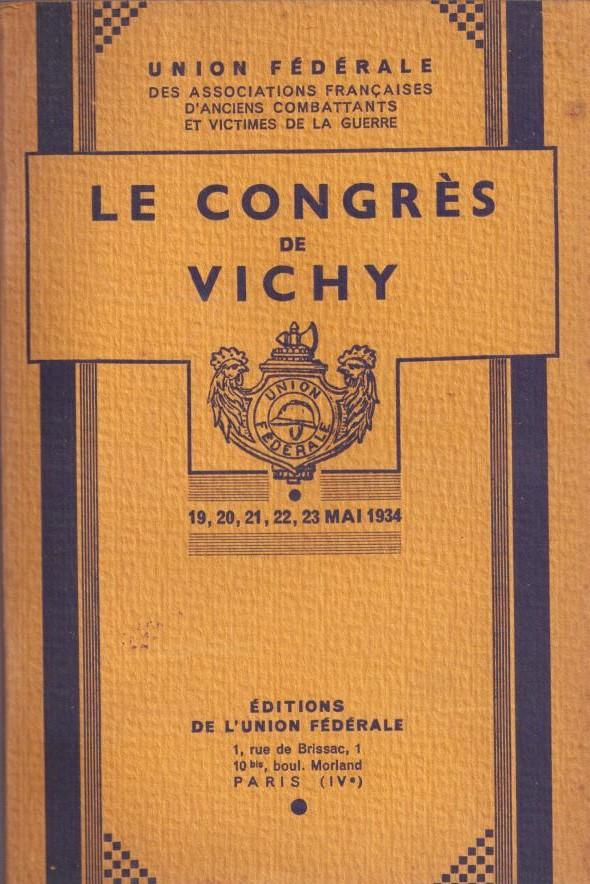 UNION FÉDÉRALE
DES ASSOCIATIONS FRANÇAISES
D'ANCIENS COMBATTANTS
ET VICTIMES DE LA GUERRE
LE CONGRÈS
DE
VICHY
UNION
FÉDÉRALE
19, 20, 21, 22, 23 MAI 1934
ÉDITIONS
DE L'UNION FÉDÉRALE
1, rue de Brissac, 1
10 bis, boul. Morland
PARIS (IVe)